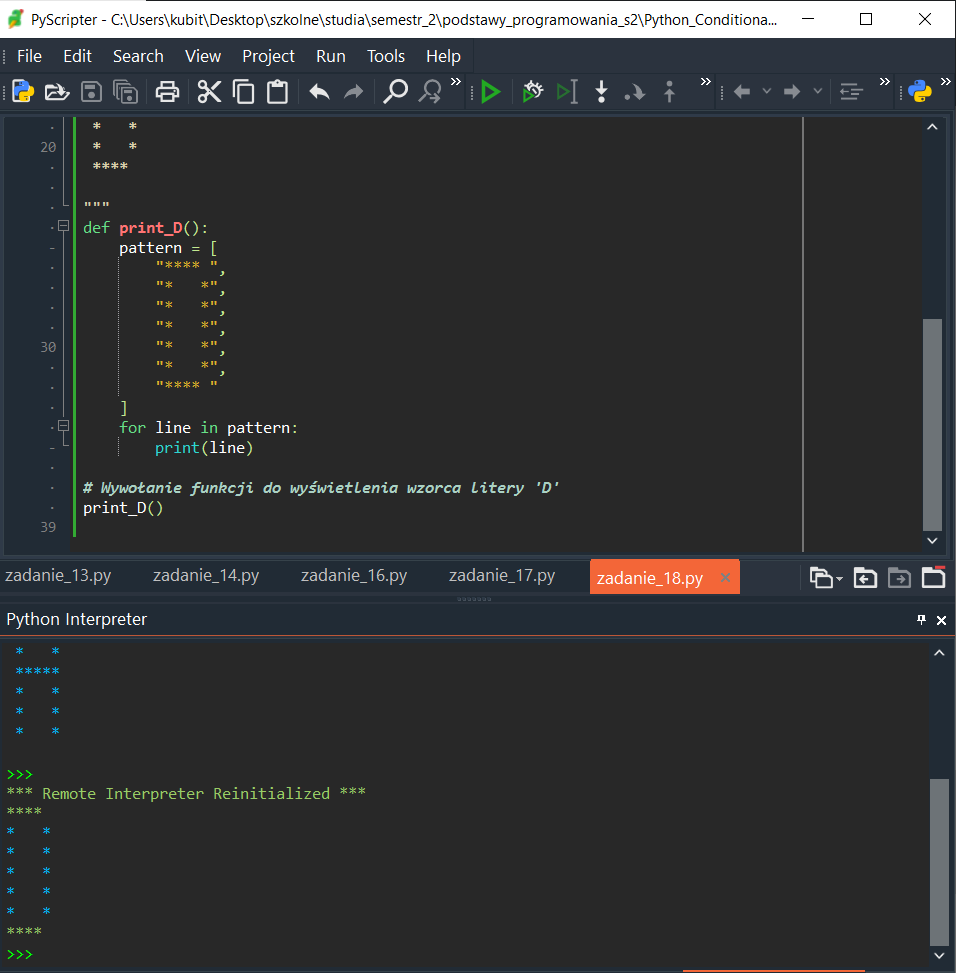 PyScripter - C:\Users\kubit\Desktop\szkolne\studia\semestr_2\podstawy_programowania_s2\Python_Conditiona...
File Edit Search View Project Run Tools Help
*   *
20 *   *
****
"""
def print_D():
    pattern = [
        "**** ",
        "*   *",
        "*   *",
        "*   *",
30         "*   *",
        "*   *",
        "**** "
    ]
    for line in pattern:
        print(line)
# Wywołanie funkcji do wyświetlenia wzorca litery 'D'
print_D()
39
zadanie_13.py zadanie_14.py zadanie_16.py zadanie_17.py zadanie_18.py
Python Interpreter
 *   *
 *****
 *   *
 *   *
 *   *
>>>
*** Remote Interpreter Reinitialized ***
****
*   *
*   *
*   *
*   *
*   *
****
>>>